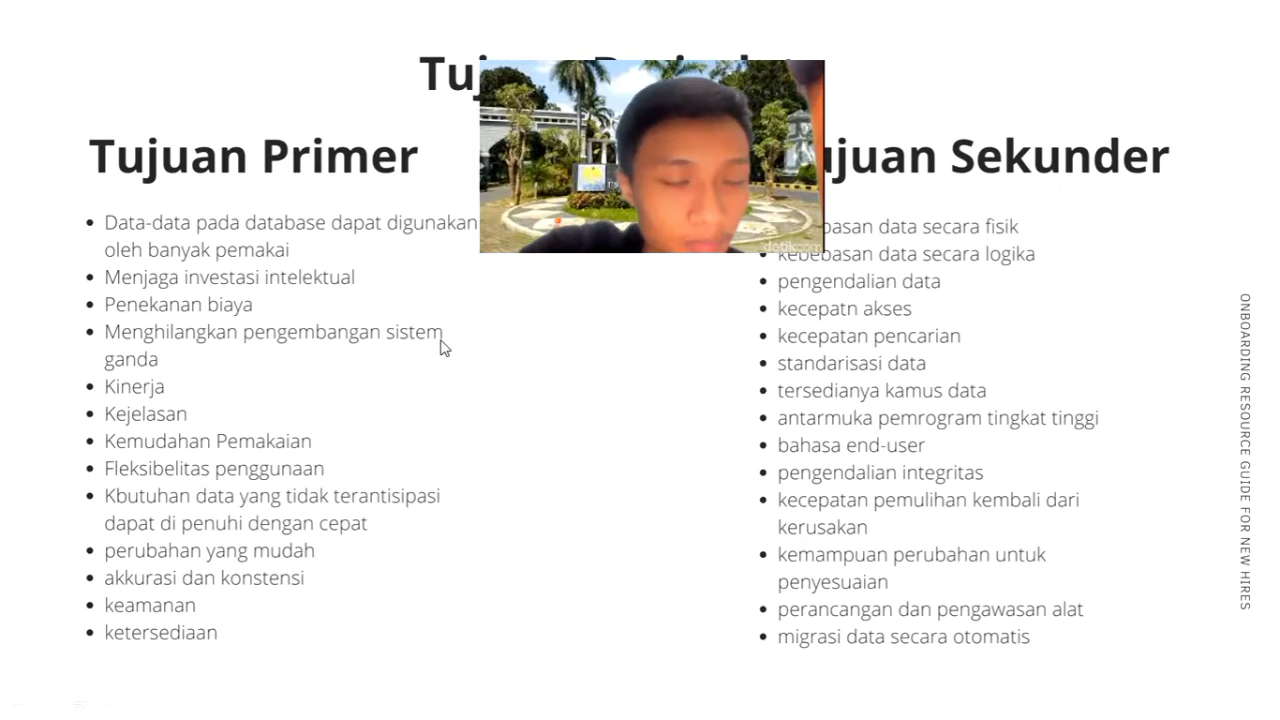 Tujuan
Tujuan Primer
Data-data pada database dapat digunakan
oleh banyak pemakai
Menjaga investasi intelektual
Penekanan biaya
Menghilangkan pengembangan sistem
ganda
Kinerja
Kejelasan
Kemudahan Pemakaian
Fleksibelitas penggunaan
Kbutuhan data yang tidak terantisipasi
dapat di penuhi dengan cepat
perubahan yang mudah
akkurasi dan konstensi
keamanan
ketersediaan
Tujuan Sekunder
data secara fisik
kebebasan data secara logika
pengendalian data
kecepatn akses
kecepatan pencarian
standarisasi data
tersedianya kamus data
antarmuka pemrogram tingkat tinggi
bahasa end-user
pengendalian integritas
kecepatan pemulihan kembali dari
kerusakan
kemampuan perubahan untuk
penyesuaian
perancangan dan pengawasan alat
migrasi data secara otomatis
ONBOARDING RESOURCE GUIDE FOR NEW HIRES
detikcom